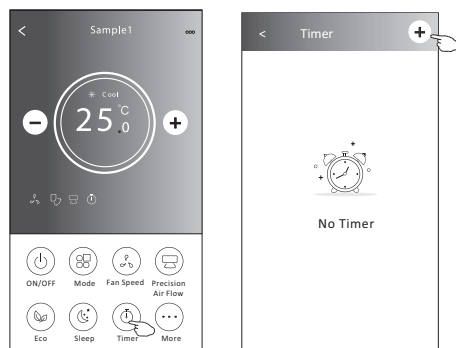 Sample1
Cool
25.0°C
ON/OFF
Mode
Fan Speed
Precision
Air Flow
Eco
Sleep
Timer
More
Timer
No Timer